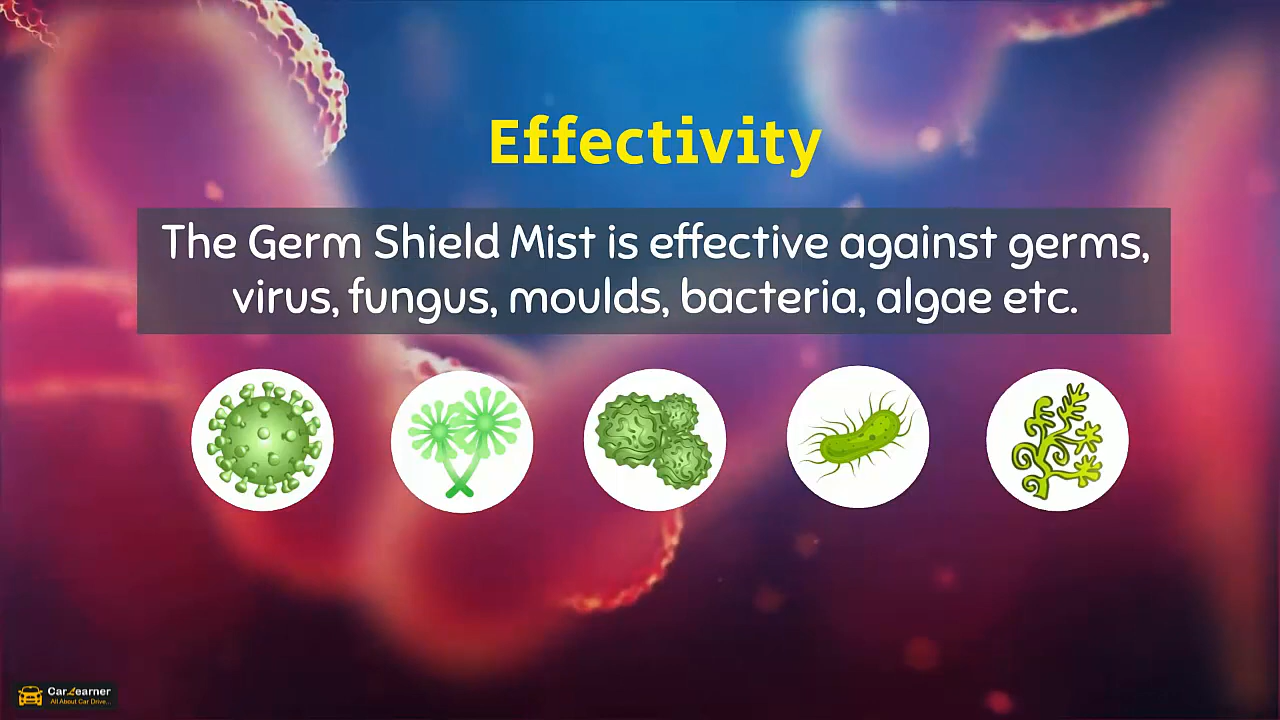 Effectivity
The Germ Shield Mist is effective against germs,
virus, fungus, moulds, bacteria, algae etc.
CarLearner
All About Car Drive...